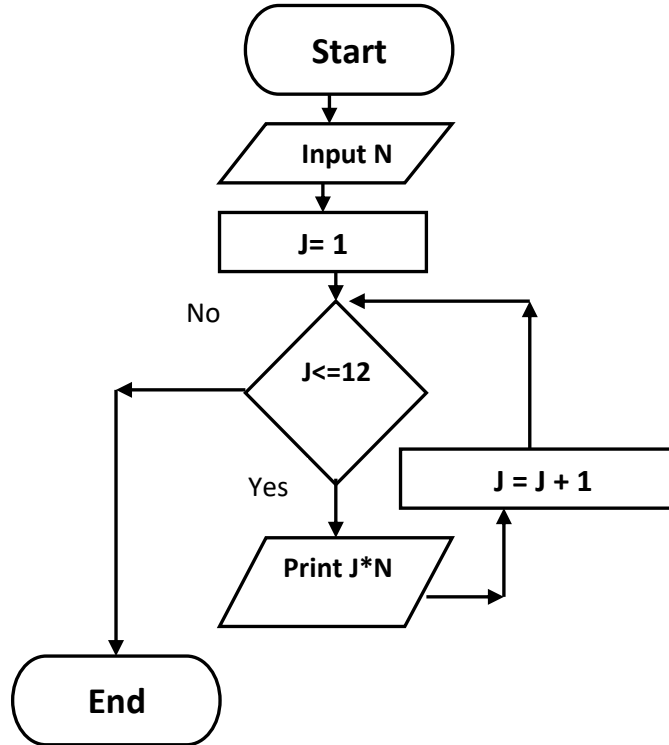 Start
Input N
J= 1
No
J<=12
Yes
J = J + 1
Print J*N
End